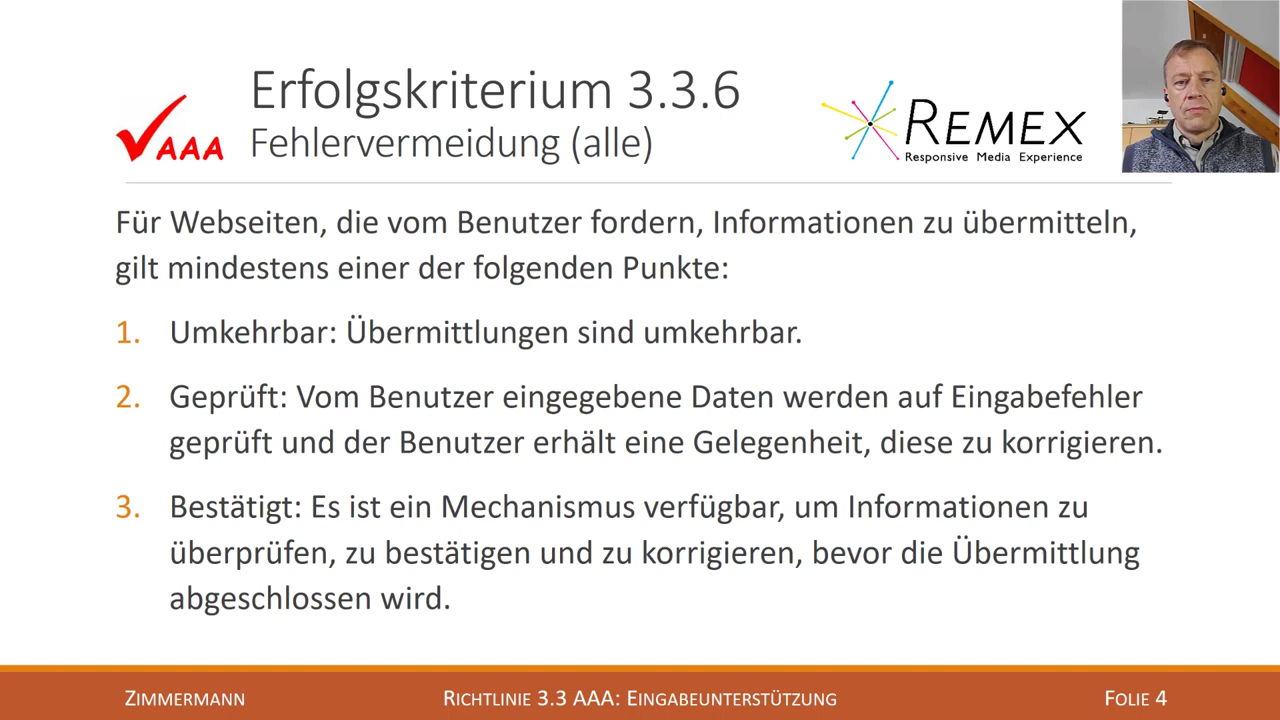 Erfolgskriterium 3.3.6
Fehlervermeidung (alle)
AAA
REMEX
Responsive Media Experience
Für Webseiten, die vom Benutzer fordern, Informationen zu übermitteln,
gilt mindestens einer der folgenden Punkte:
1. Umkehrbar: Übermittlungen sind umkehrbar.
2. Geprüft: Vom Benutzer eingegebene Daten werden auf Eingabefehler
geprüft und der Benutzer erhält eine Gelegenheit, diese zu korrigieren.
3. Bestätigt: Es ist ein Mechanismus verfügbar, um Informationen zu
überprüfen, zu bestätigen und zu korrigieren, bevor die Übermittlung
abgeschlossen wird.
ZIMMERMANN
RICHTLINIE 3.3 AAA: EINGABEUNTERSTÜTZUNG
FOLIE 4